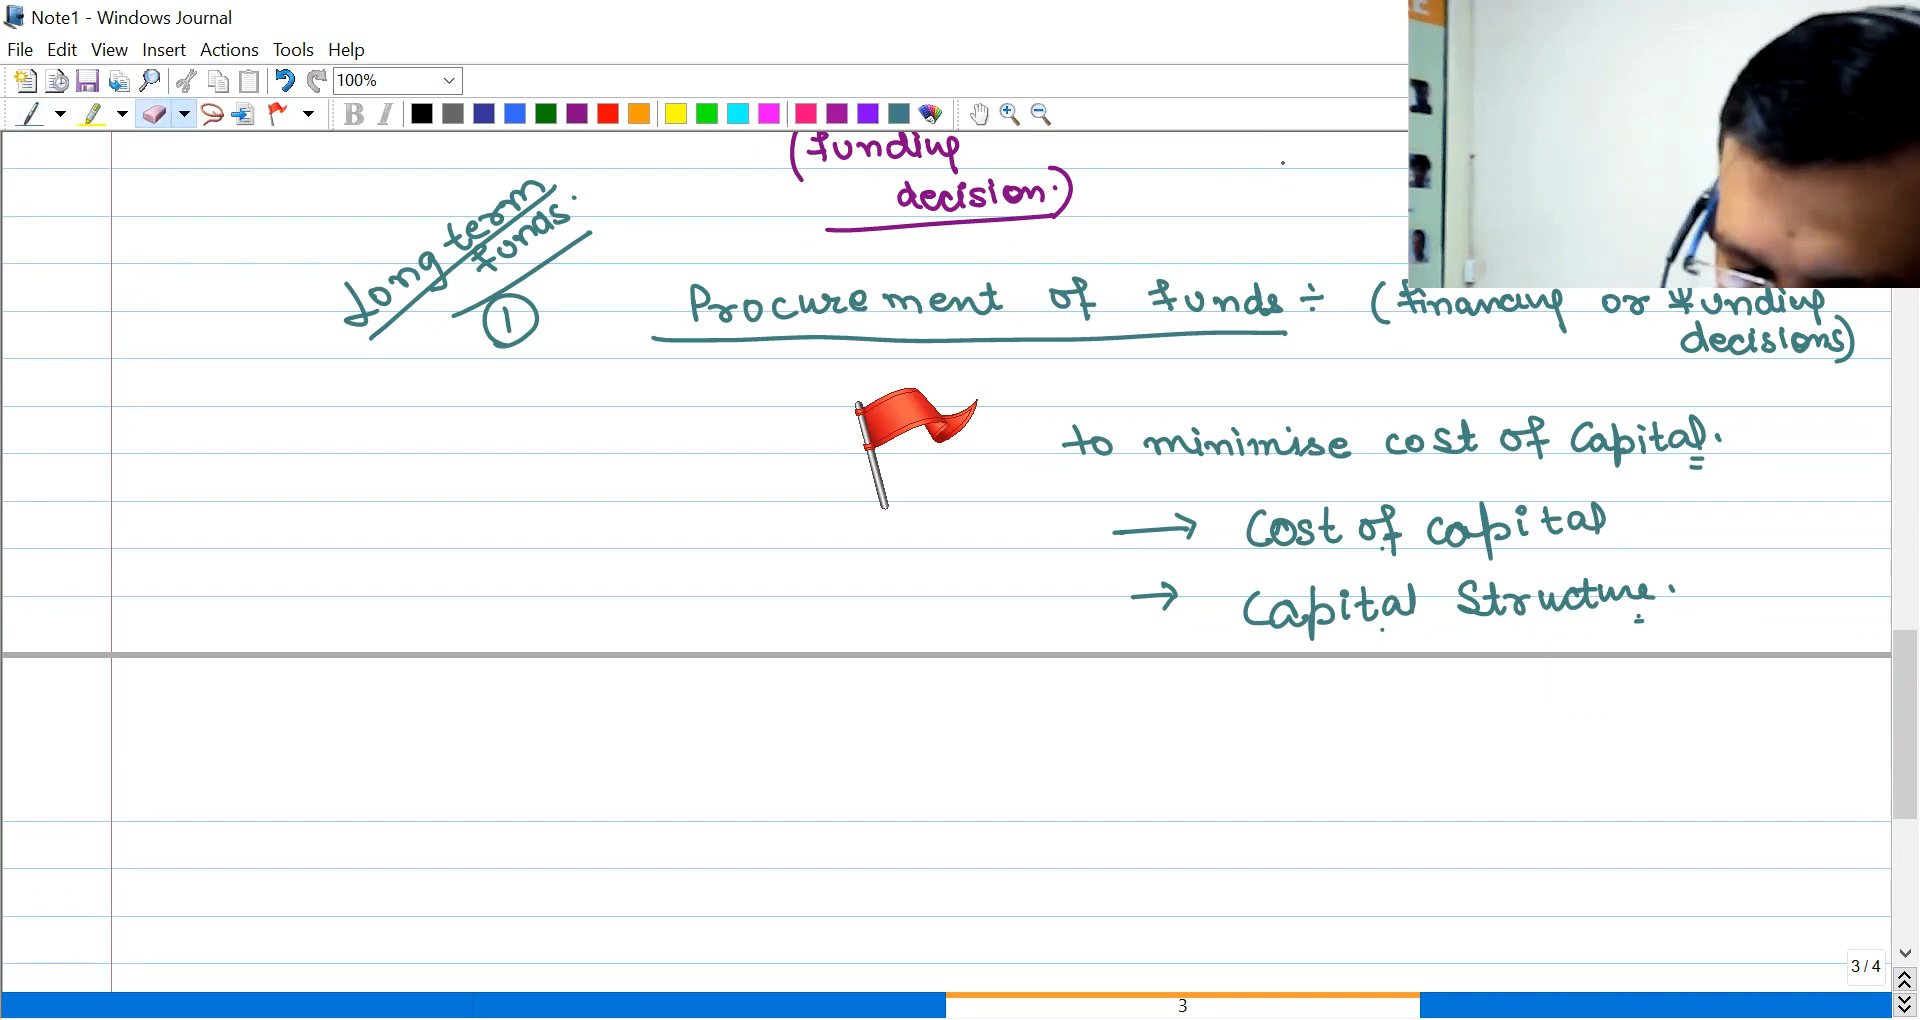 Note1 - Windows Journal
File Edit View Insert Actions Tools Help
100%
B I
(funding
decision.)
Long term
funds.
1
Procurement of funds ÷ (financing or funding
decisions)
to minimise cost of Capital.
→ Cost of capital
→ Capital Structure.
3 / 4
3